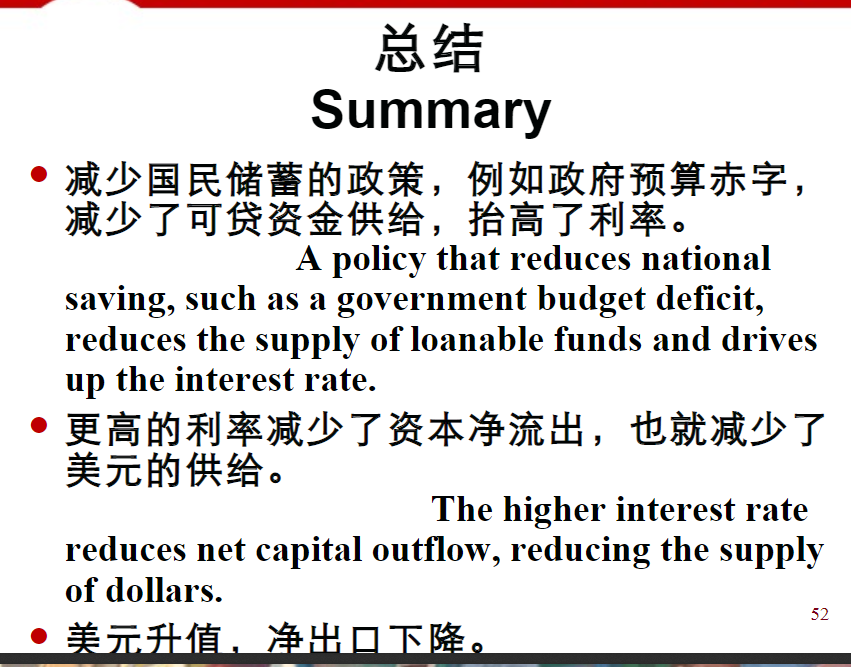 总结
Summary
减少国民储蓄的政策，例如政府预算赤字，
减少了可贷资金供给，抬高了利率。
A policy that reduces national
saving, such as a government budget deficit,
reduces the supply of loanable funds and drives
up the interest rate.
更高的利率减少了资本净流出，也就减少了
美元的供给。
The higher interest rate
reduces net capital outflow, reducing the supply
of dollars.
52
美元升值，净出口下降。